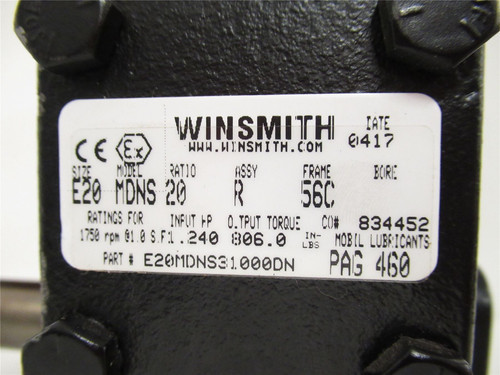 WINSMITH
WWW.WINSMITH.COM
DATE
0417
CE Ex
SIZE MODEL RATIO ASSY FRAME BORE
E20 MDNS 20 R 56C
RATINGS FOR INPUT HP OUTPUT TORQUE CO# 834452
1750 rpm @1.0 S.F. 1.240 806.0 IN-LBS MOBIL LUBRICANTS
PART # E20MDNS31000DN PAG 460